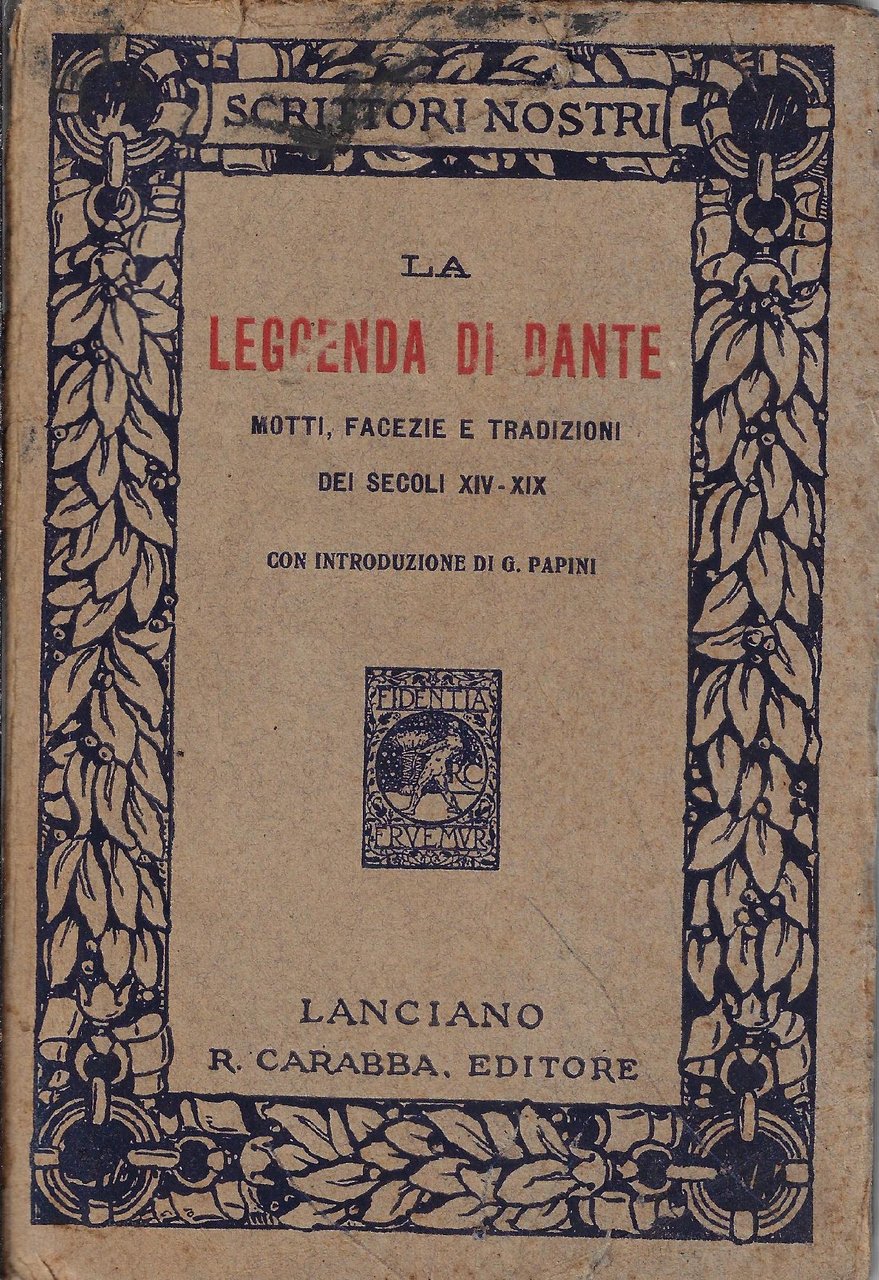 SCRITTORI NOSTRI
LA
LEGGENDA DI DANTE
MOTTI, FACEZIE E TRADIZIONI
DEI SECOLI XIV-XIX
CON INTRODUZIONE DI G. PAPINI
FIDENTIA
RC
ERVEMVR
LANCIANO
R. CARABBA, EDITORE